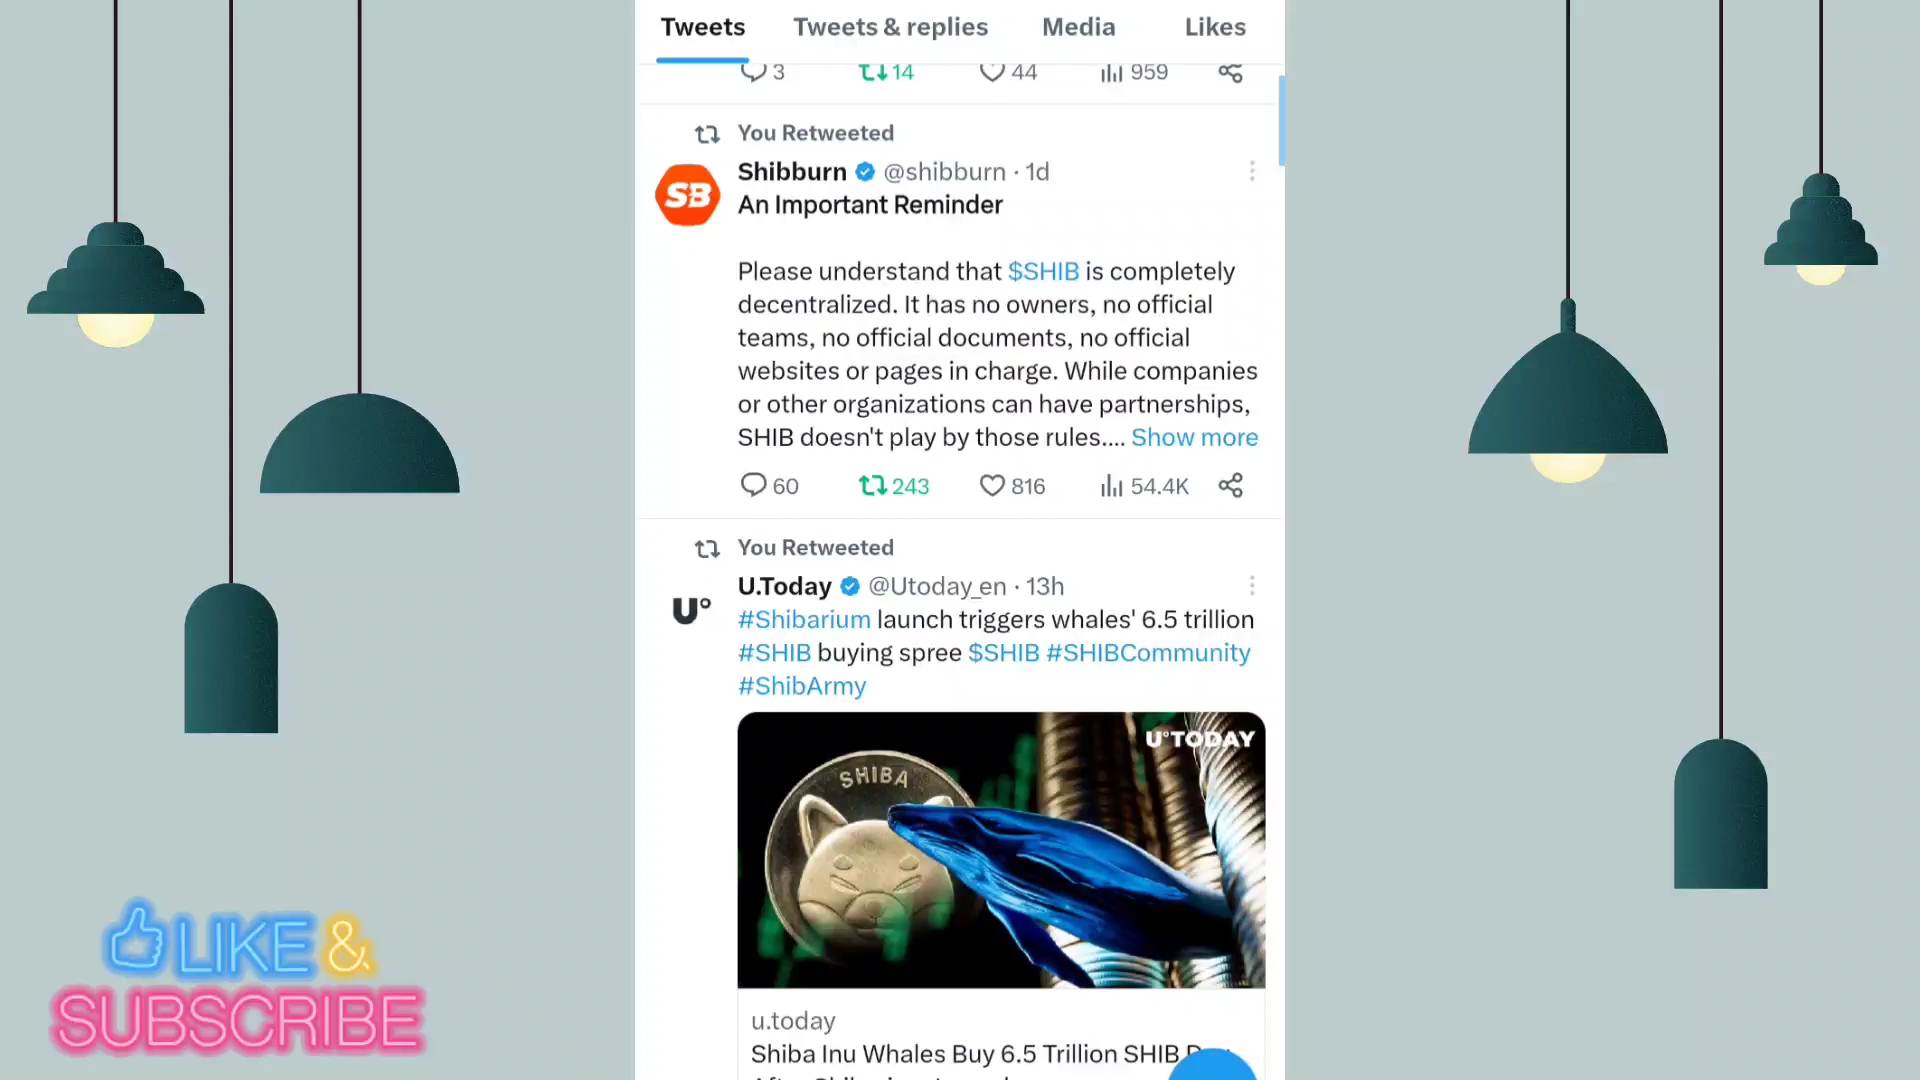 Tweets Tweets & replies Media Likes
3 14 44 959
You Retweeted
Shibburn @shibburn · 1d
SB
An Important Reminder
Please understand that $SHIB is completely
decentralized. It has no owners, no official
teams, no official documents, no official
websites or pages in charge. While companies
or other organizations can have partnerships,
SHIB doesn't play by those rules.... Show more
60 243 816 54.4K
You Retweeted
U.Today @Utoday_en · 13h
U°
#Shibarium launch triggers whales' 6.5 trillion
#SHIB buying spree $SHIB #SHIBCommunity
#ShibArmy
U°TODAY
SHIBA
u.today
Shiba Inu Whales Buy 6.5 Trillion SHIB
LIKE &
SUBSCRIBE